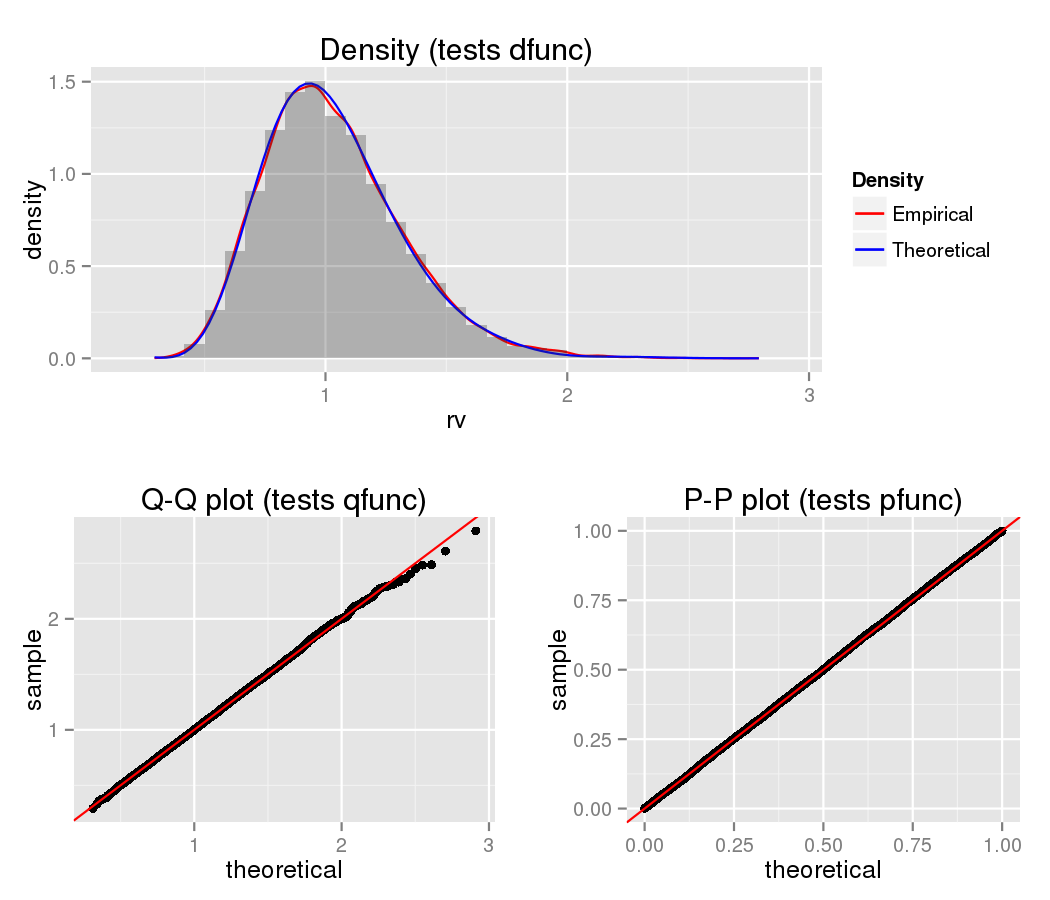 Density (tests dfunc)
1.5
1.0
0.5
0.0
density
1
2
3
rv
Density
Empirical
Theoretical
Q-Q plot (tests qfunc)
2
1
sample
1
2
3
theoretical
P-P plot (tests pfunc)
1.00
0.75
0.50
0.25
0.00
sample
0.00
0.25
0.50
0.75
1.00
theoretical